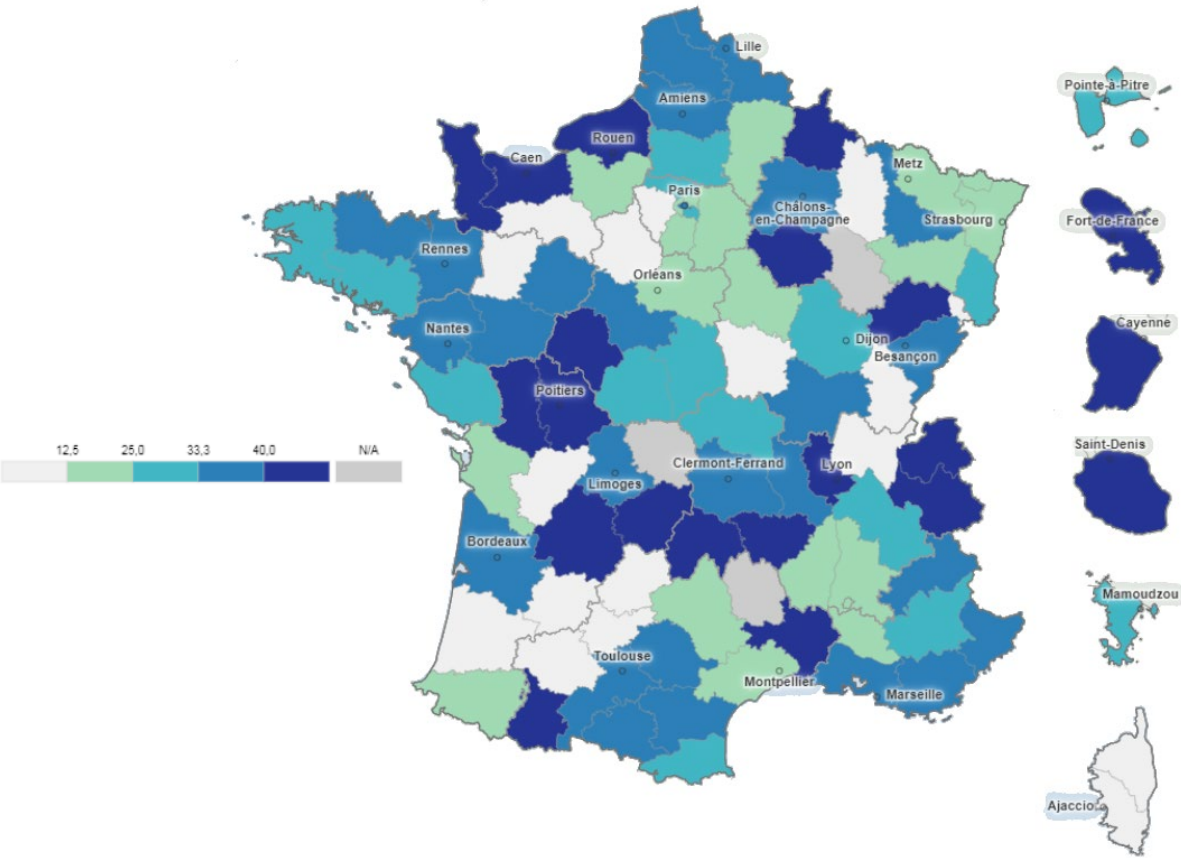 Lille
Pointe-à-Pitre
Amiens
Rouen
Caen
Metz
Paris
Châlons-
en-Champagne
Strasbourg
Fort-de-France
Rennes
Orléans
Nantes
Dijon
Besançon
Cayenne
Poitiers
12,5 25,0 33,3 40,0 N/A
Clermont-Ferrand
Lyon
Limoges
Saint-Denis
Bordeaux
Mamoudzou
Toulouse
Montpellier
Marseille
Ajaccio